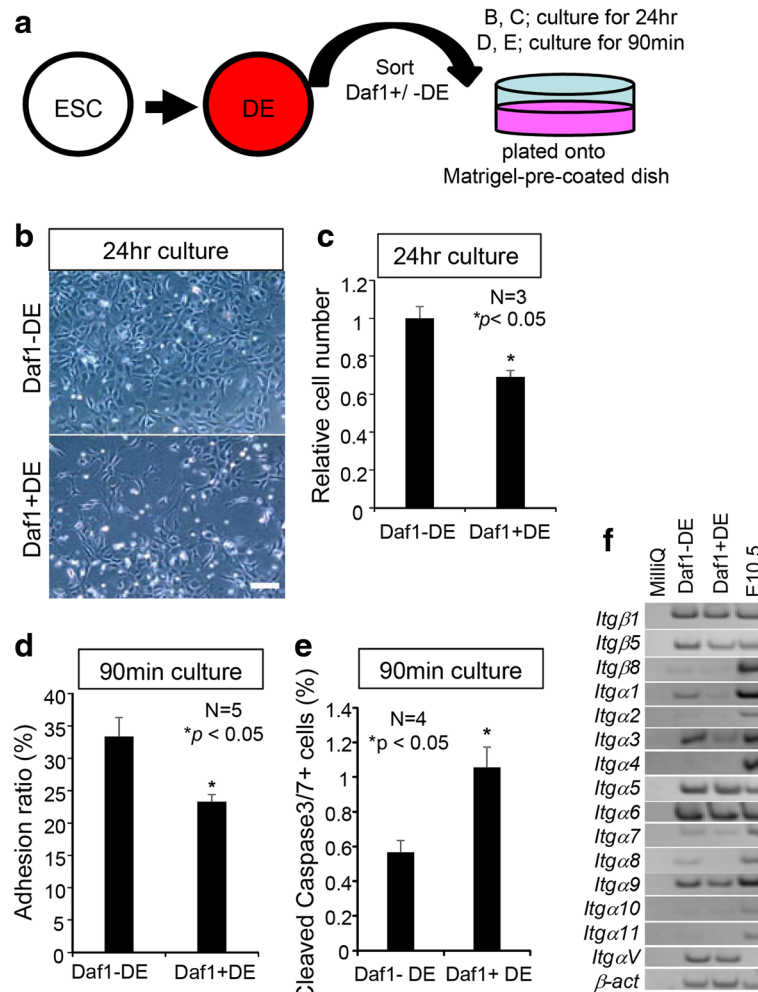 a
B, C; culture for 24hr
D, E; culture for 90min
ESC
DE
Sort
Daf1+/ -DE
plated onto
Matrigel-pre-coated dish
b
24hr culture
Daf1-DE
Daf1+DE
c
24hr culture
Relative cell number
N=3
*p< 0.05
1.2
1
0.8
0.6
0.4
0.2
0
*
Daf1-DE
Daf1+DE
d
90min culture
Adhesion ratio (%)
N=5
*p < 0.05
40
35
30
25
20
15
10
5
0
*
Daf1-DE
Daf1+DE
e
90min culture
Cleaved Caspase3/7+ cells (%)
N=4
*p < 0.05
1.4
1.2
1
0.8
0.6
0.4
0.2
0
*
Daf1- DE
Daf1+ DE
f
MilliQ
Daf1-DE
Daf1+DE
E10.5
Itgβ1
Itgβ5
Itgβ8
Itgα1
Itgα2
Itgα3
Itgα4
Itgα5
Itgα6
Itgα7
Itgα8
Itgα9
Itgα10
Itgα11
ItgαV
β-act